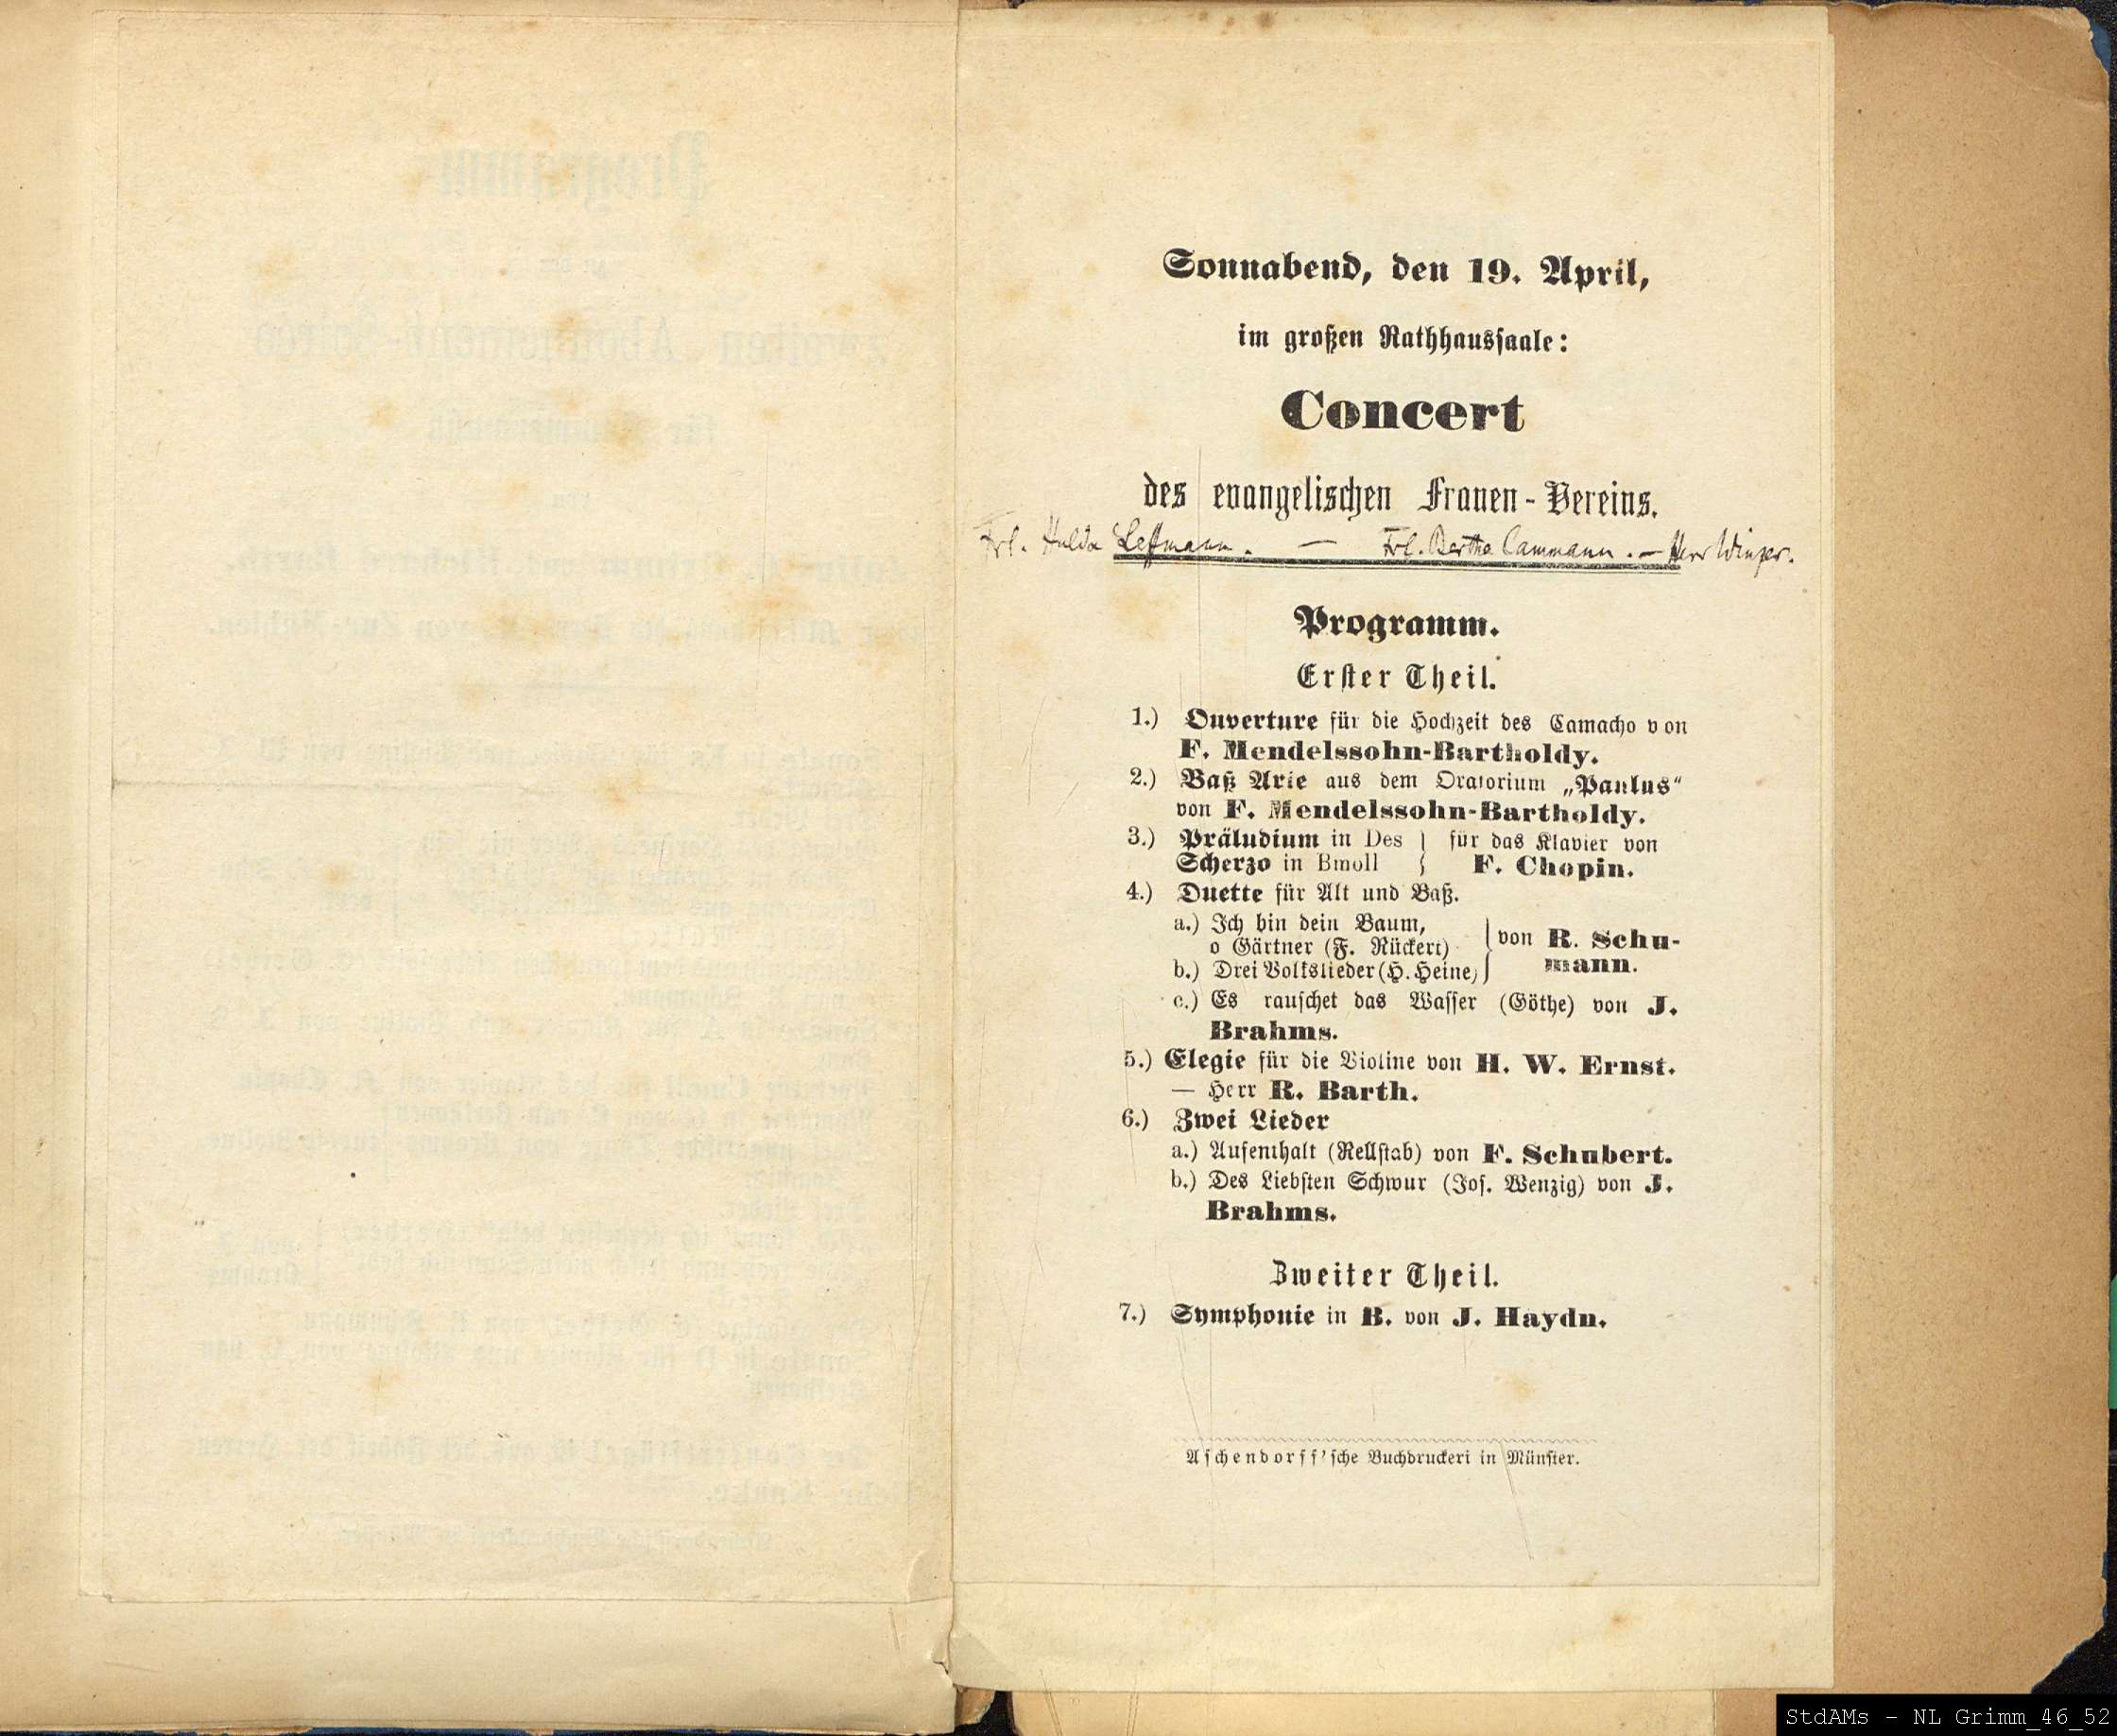 Sonnabend, den 19. April,
im großen Rathhaussaale:
Concert
des evangelischen Frauen-Vereins.
Frl. Hulda Leffmann. — Frl. Bertha Cammann. — Herr Winzer.
Programm.
Erster Theil.
1.) Ouverture für die Hochzeit des Camacho von
F. Mendelssohn-Bartholdy.
2.) Baß Arie aus dem Oratorium „Paulus“
von F. Mendelssohn-Bartholdy.
3.) Präludium in Des } für das Klavier von
Scherzo in Bmoll } F. Chopin.
4.) Duette für Alt und Baß.
a.) Ich bin dein Baum,
o Gärtner (F. Rückert) } von R. Schu-
b.) Drei Volkslieder (H. Heine) } mann.
c.) Es rauschet das Wasser (Göthe) von J.
Brahms.
5.) Elegie für die Violine von H. W. Ernst.
— Herr R. Barth.
6.) Zwei Lieder
a.) Aufenthalt (Rellstab) von F. Schubert.
b.) Des Liebsten Schwur (Jos. Wenzig) von J.
Brahms.
Zweiter Theil.
7.) Symphonie in B. von J. Haydn.
Aschendorff'sche Buchdruckeri in Münster.
StdAMs - NL Grimm_46_52